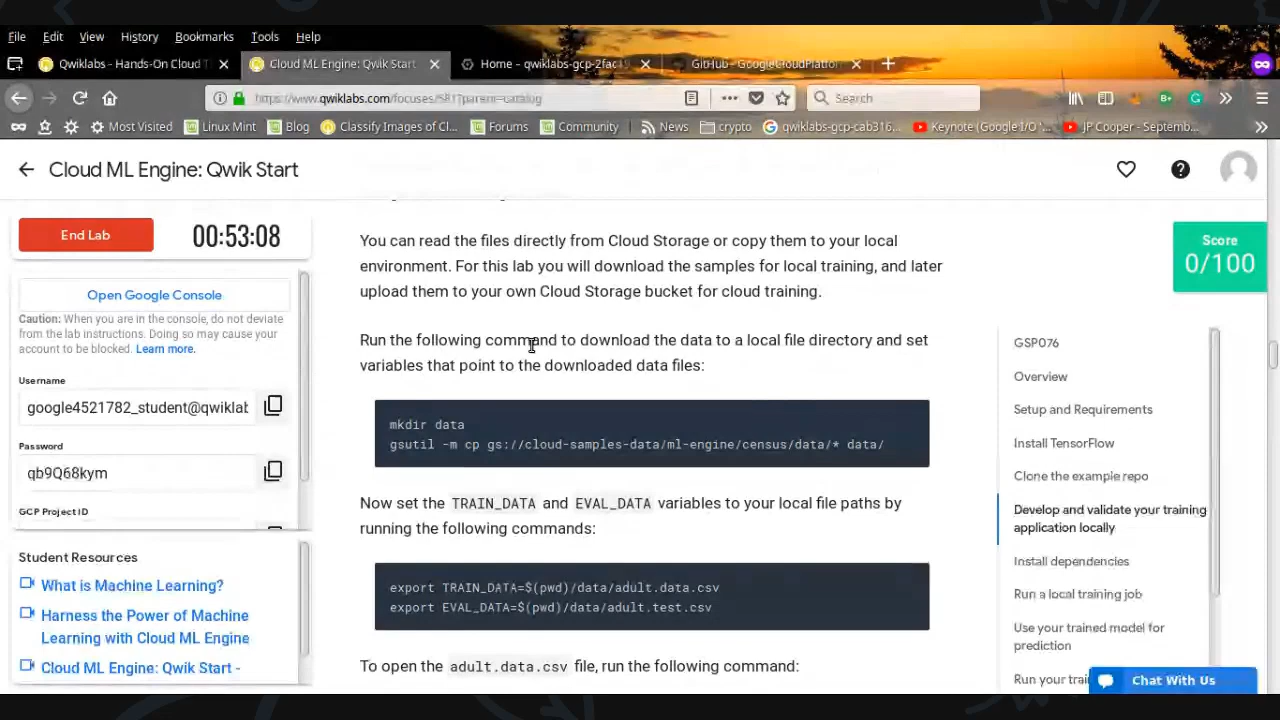 File Edit View History Bookmarks Tools Help
Qwiklabs - Hands-On Cloud T
Cloud ML Engine: Qwik Start
Home - qwiklabs-gcp-2fac
GitHub - GoogleCloudPlatfor
https://www.qwiklabs.com/focuses/581?parent=catalog
Search
Most Visited Linux Mint Blog Classify Images of Cl... Forums Community News crypto qwiklabs-gcp-cab316... Keynote (Google I/O '... JP Cooper - Septemb...
Cloud ML Engine: Qwik Start
End Lab
00:53:08
Open Google Console
Caution: When you are in the console, do not deviate
from the lab instructions. Doing so may cause your
account to be blocked. Learn more.
Username
google4521782_student@qwiklab
Password
qb9Q68kym
GCP Project ID
Student Resources
What is Machine Learning?
Harness the Power of Machine
Learning with Cloud ML Engine
Cloud ML Engine: Qwik Start -
You can read the files directly from Cloud Storage or copy them to your local
environment. For this lab you will download the samples for local training, and later
upload them to your own Cloud Storage bucket for cloud training.
Run the following command to download the data to a local file directory and set
variables that point to the downloaded data files:
mkdir data
gsutil -m cp gs://cloud-samples-data/ml-engine/census/data/* data/
Now set the TRAIN_DATA and EVAL_DATA variables to your local file paths by
running the following commands:
export TRAIN_DATA=$(pwd)/data/adult.data.csv
export EVAL_DATA=$(pwd)/data/adult.test.csv
To open the adult.data.csv file, run the following command:
Score
0/100
GSP076
Overview
Setup and Requirements
Install TensorFlow
Clone the example repo
Develop and validate your training
application locally
Install dependencies
Run a local training job
Use your trained model for
prediction
Run your trai
Chat With Us